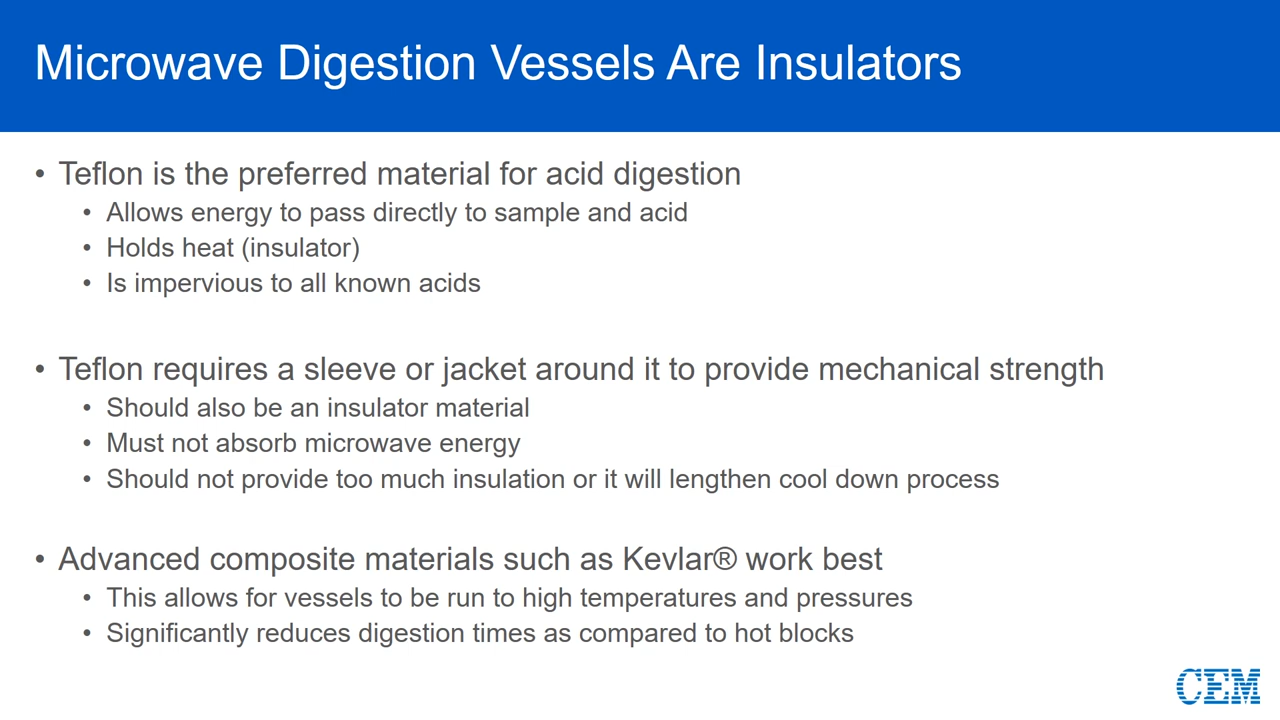 Microwave Digestion Vessels Are Insulators
• Teflon is the preferred material for acid digestion
• Allows energy to pass directly to sample and acid
• Holds heat (insulator)
• Is impervious to all known acids
• Teflon requires a sleeve or jacket around it to provide mechanical strength
• Should also be an insulator material
• Must not absorb microwave energy
• Should not provide too much insulation or it will lengthen cool down process
• Advanced composite materials such as Kevlar® work best
• This allows for vessels to be run to high temperatures and pressures
• Significantly reduces digestion times as compared to hot blocks
CEM